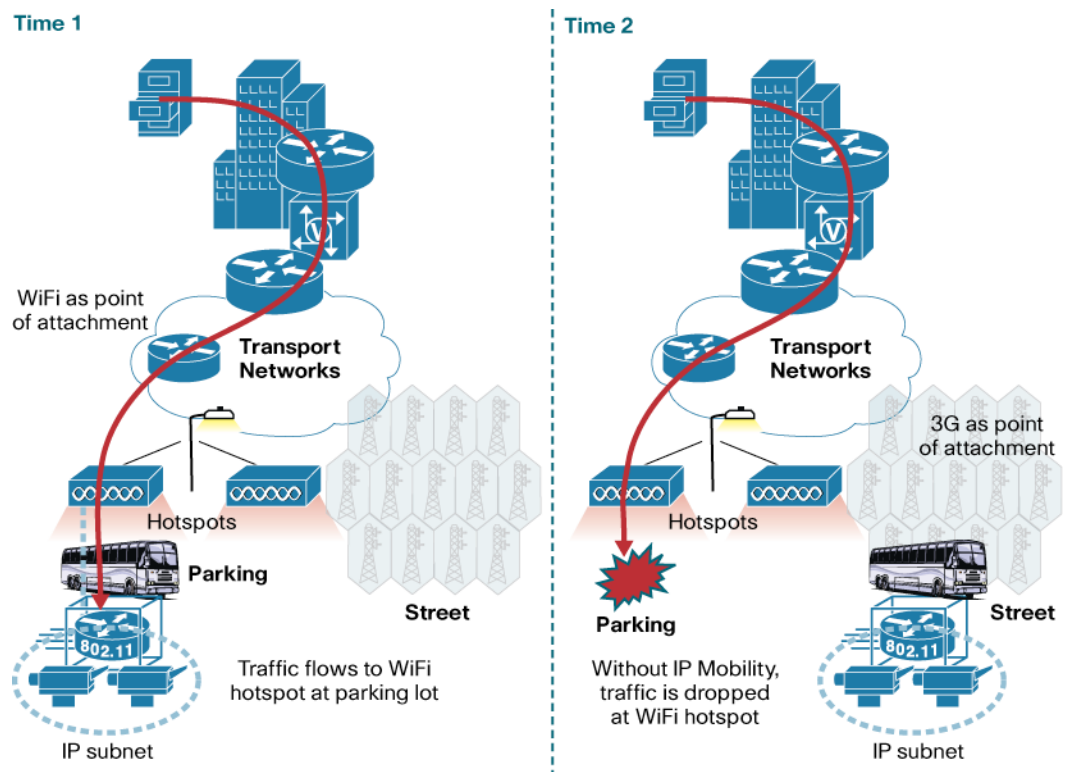 Time 1
V
WiFi as point
of attachment
Transport
Networks
Hotspots
Parking
Street
802.11
Traffic flows to WiFi
hotspot at parking lot
IP subnet
Time 2
V
Transport
Networks
3G as point
of attachment
Hotspots
Parking
Street
802.11
Without IP Mobility,
traffic is dropped
at WiFi hotspot
IP subnet